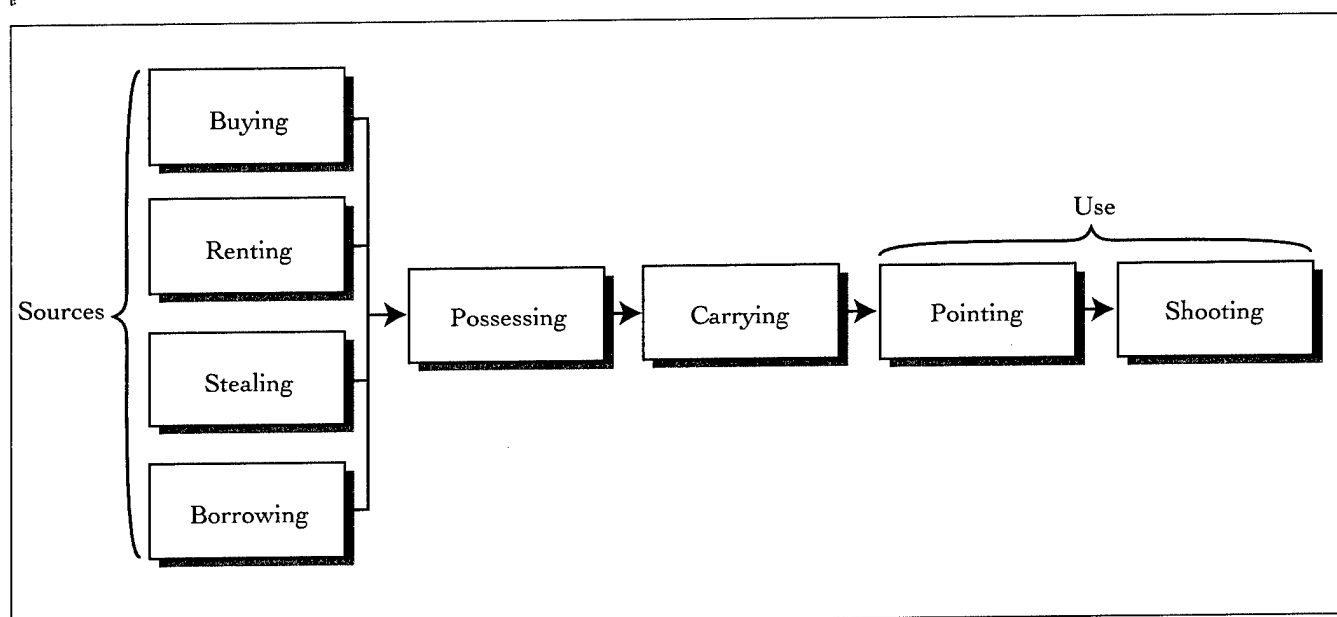 Sources
Buying
Renting
Stealing
Borrowing
Possessing
Carrying
Use
Pointing
Shooting